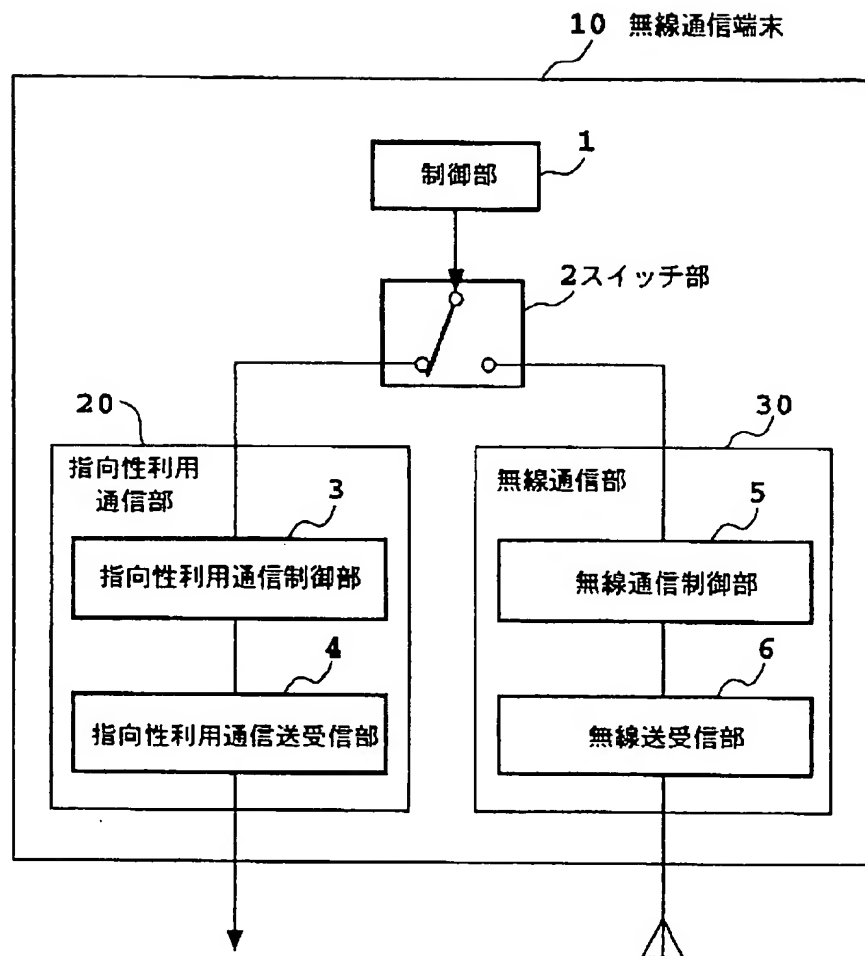 10 無線通信端末
1
制御部
2スイッチ部
20
30
指向性利用
通信部
無線通信部
3
5
指向性利用通信制御部
無線通信制御部
4
6
指向性利用通信送受信部
無線送受信部